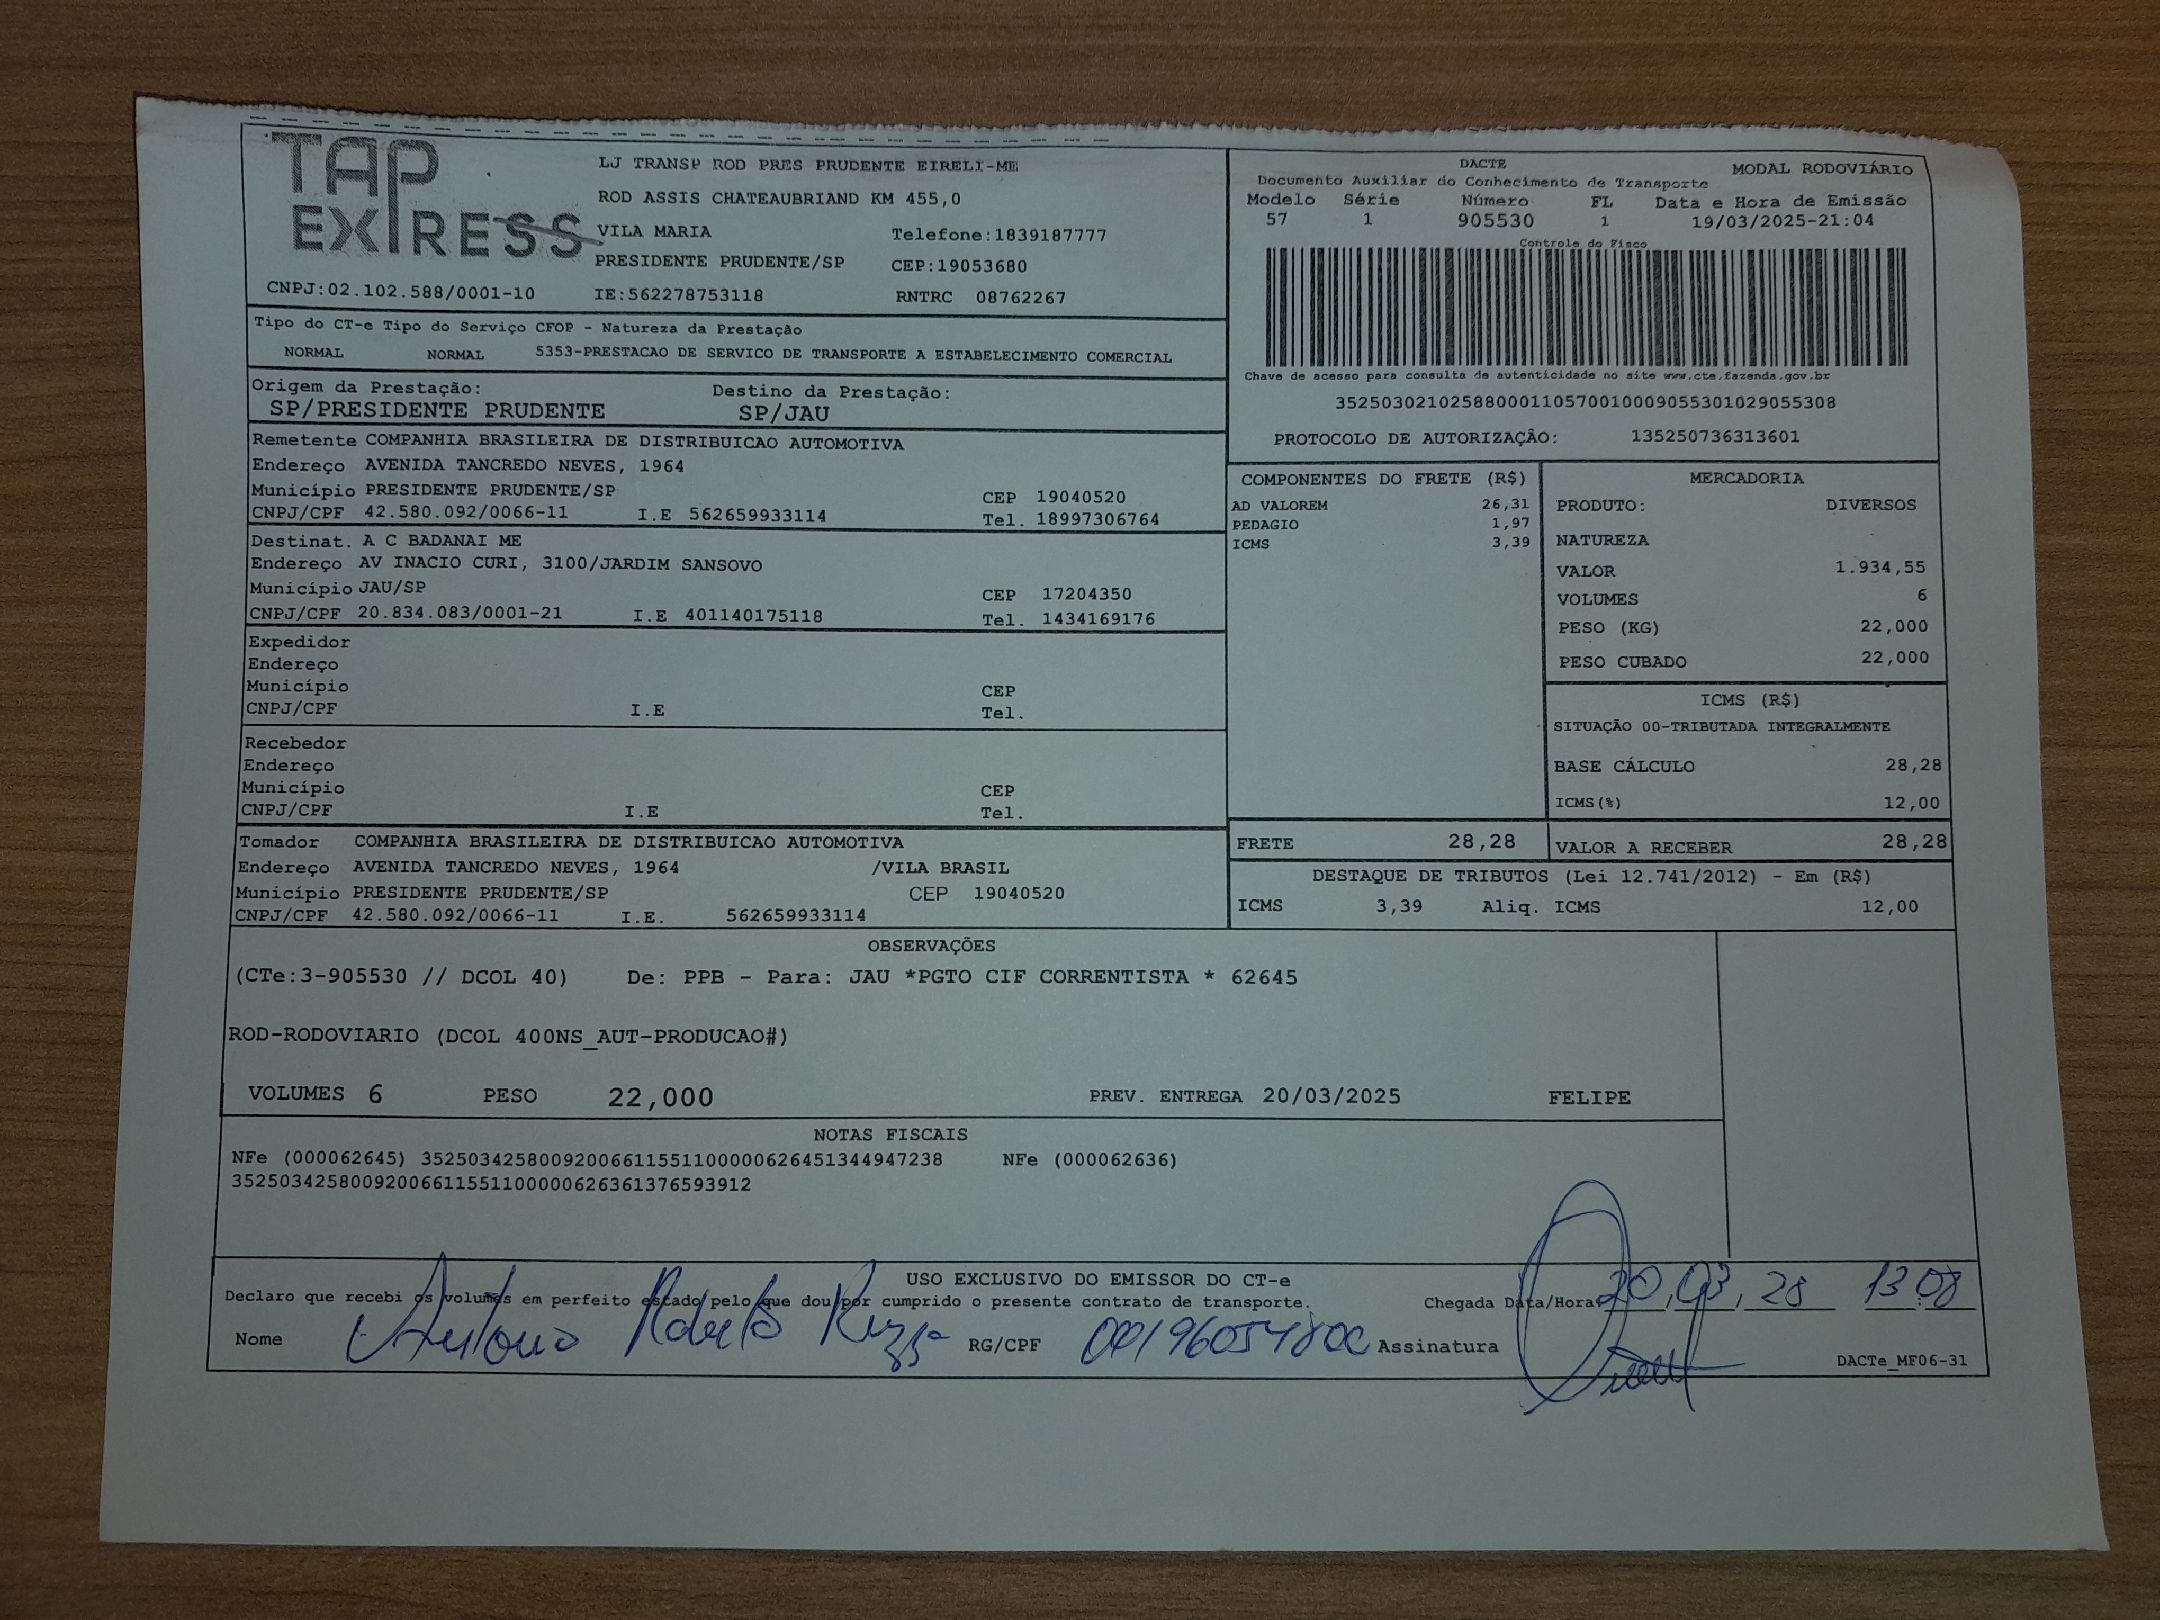 TAP EXPRESS
LJ TRANSP ROD PRES PRUDENTE EIRELI-ME
ROD ASSIS CHATEAUBRIAND KM 455,0
VILA MARIA Telefone:1839187777
PRESIDENTE PRUDENTE/SP CEP:19053680
CNPJ:02.102.588/0001-10 IE:562278753118 RNTRC 08762267
DACTE MODAL RODOVIÁRIO
Documento Auxiliar do Conhecimento de Transporte
Modelo Série Número FL Data e Hora de Emissão
57 1 905530 1 19/03/2025-21:04
Controle do Fisco
Chave de acesso para consulta de autenticidade no site www.cte.fazenda.gov.br
35250302102588000110570010009055301029055308
PROTOCOLO DE AUTORIZAÇÃO: 135250736313601
Tipo do CT-e Tipo do Serviço CFOP - Natureza da Prestação
NORMAL NORMAL 5353-PRESTACAO DE SERVICO DE TRANSPORTE A ESTABELECIMENTO COMERCIAL
Origem da Prestação: Destino da Prestação:
SP/PRESIDENTE PRUDENTE SP/JAU
Remetente COMPANHIA BRASILEIRA DE DISTRIBUICAO AUTOMOTIVA
Endereço AVENIDA TANCREDO NEVES, 1964
Município PRESIDENTE PRUDENTE/SP CEP 19040520
CNPJ/CPF 42.580.092/0066-11 I.E 562659933114 Tel. 18997306764
Destinat. A C BADANAI ME
Endereço AV INACIO CURI, 3100/JARDIM SANSOVO
Município JAU/SP CEP 17204350
CNPJ/CPF 20.834.083/0001-21 I.E 401140175118 Tel. 1434169176
Expedidor
Endereço
Município CEP
CNPJ/CPF I.E Tel.
Recebedor
Endereço
Município CEP
CNPJ/CPF I.E Tel.
Tomador COMPANHIA BRASILEIRA DE DISTRIBUICAO AUTOMOTIVA
Endereço AVENIDA TANCREDO NEVES, 1964 /VILA BRASIL
Município PRESIDENTE PRUDENTE/SP CEP 19040520
CNPJ/CPF 42.580.092/0066-11 I.E. 562659933114
COMPONENTES DO FRETE (R$)
AD VALOREM 26,31
PEDAGIO 1,97
ICMS 3,39
MERCADORIA
PRODUTO: DIVERSOS
NATUREZA
VALOR 1.934,55
VOLUMES 6
PESO (KG) 22,000
PESO CUBADO 22,000
ICMS (R$)
SITUAÇÃO 00-TRIBUTADA INTEGRALMENTE
BASE CÁLCULO 28,28
ICMS(%) 12,00
FRETE 28,28 VALOR A RECEBER 28,28
DESTAQUE DE TRIBUTOS (Lei 12.741/2012) - Em (R$)
ICMS 3,39 Aliq. ICMS 12,00
OBSERVAÇÕES
(CTe:3-905530 // DCOL 40) De: PPB - Para: JAU *PGTO CIF CORRENTISTA * 62645
ROD-RODOVIARIO (DCOL 400NS_AUT-PRODUCAO#)
VOLUMES 6 PESO 22,000 PREV. ENTREGA 20/03/2025 FELIPE
NOTAS FISCAIS
NFe (000062645) 35250342580092006611551100000626451344947238 NFe (000062636)
35250342580092006611551100000626361376593912
USO EXCLUSIVO DO EMISSOR DO CT-e
Declaro que recebi os volumes em perfeito estado pelo que dou por cumprido o presente contrato de transporte. Chegada Data/Hora 20,03, 13:08
Nome Antonio Roberto RG/CPF Assinatura
DACTe_MF06-31